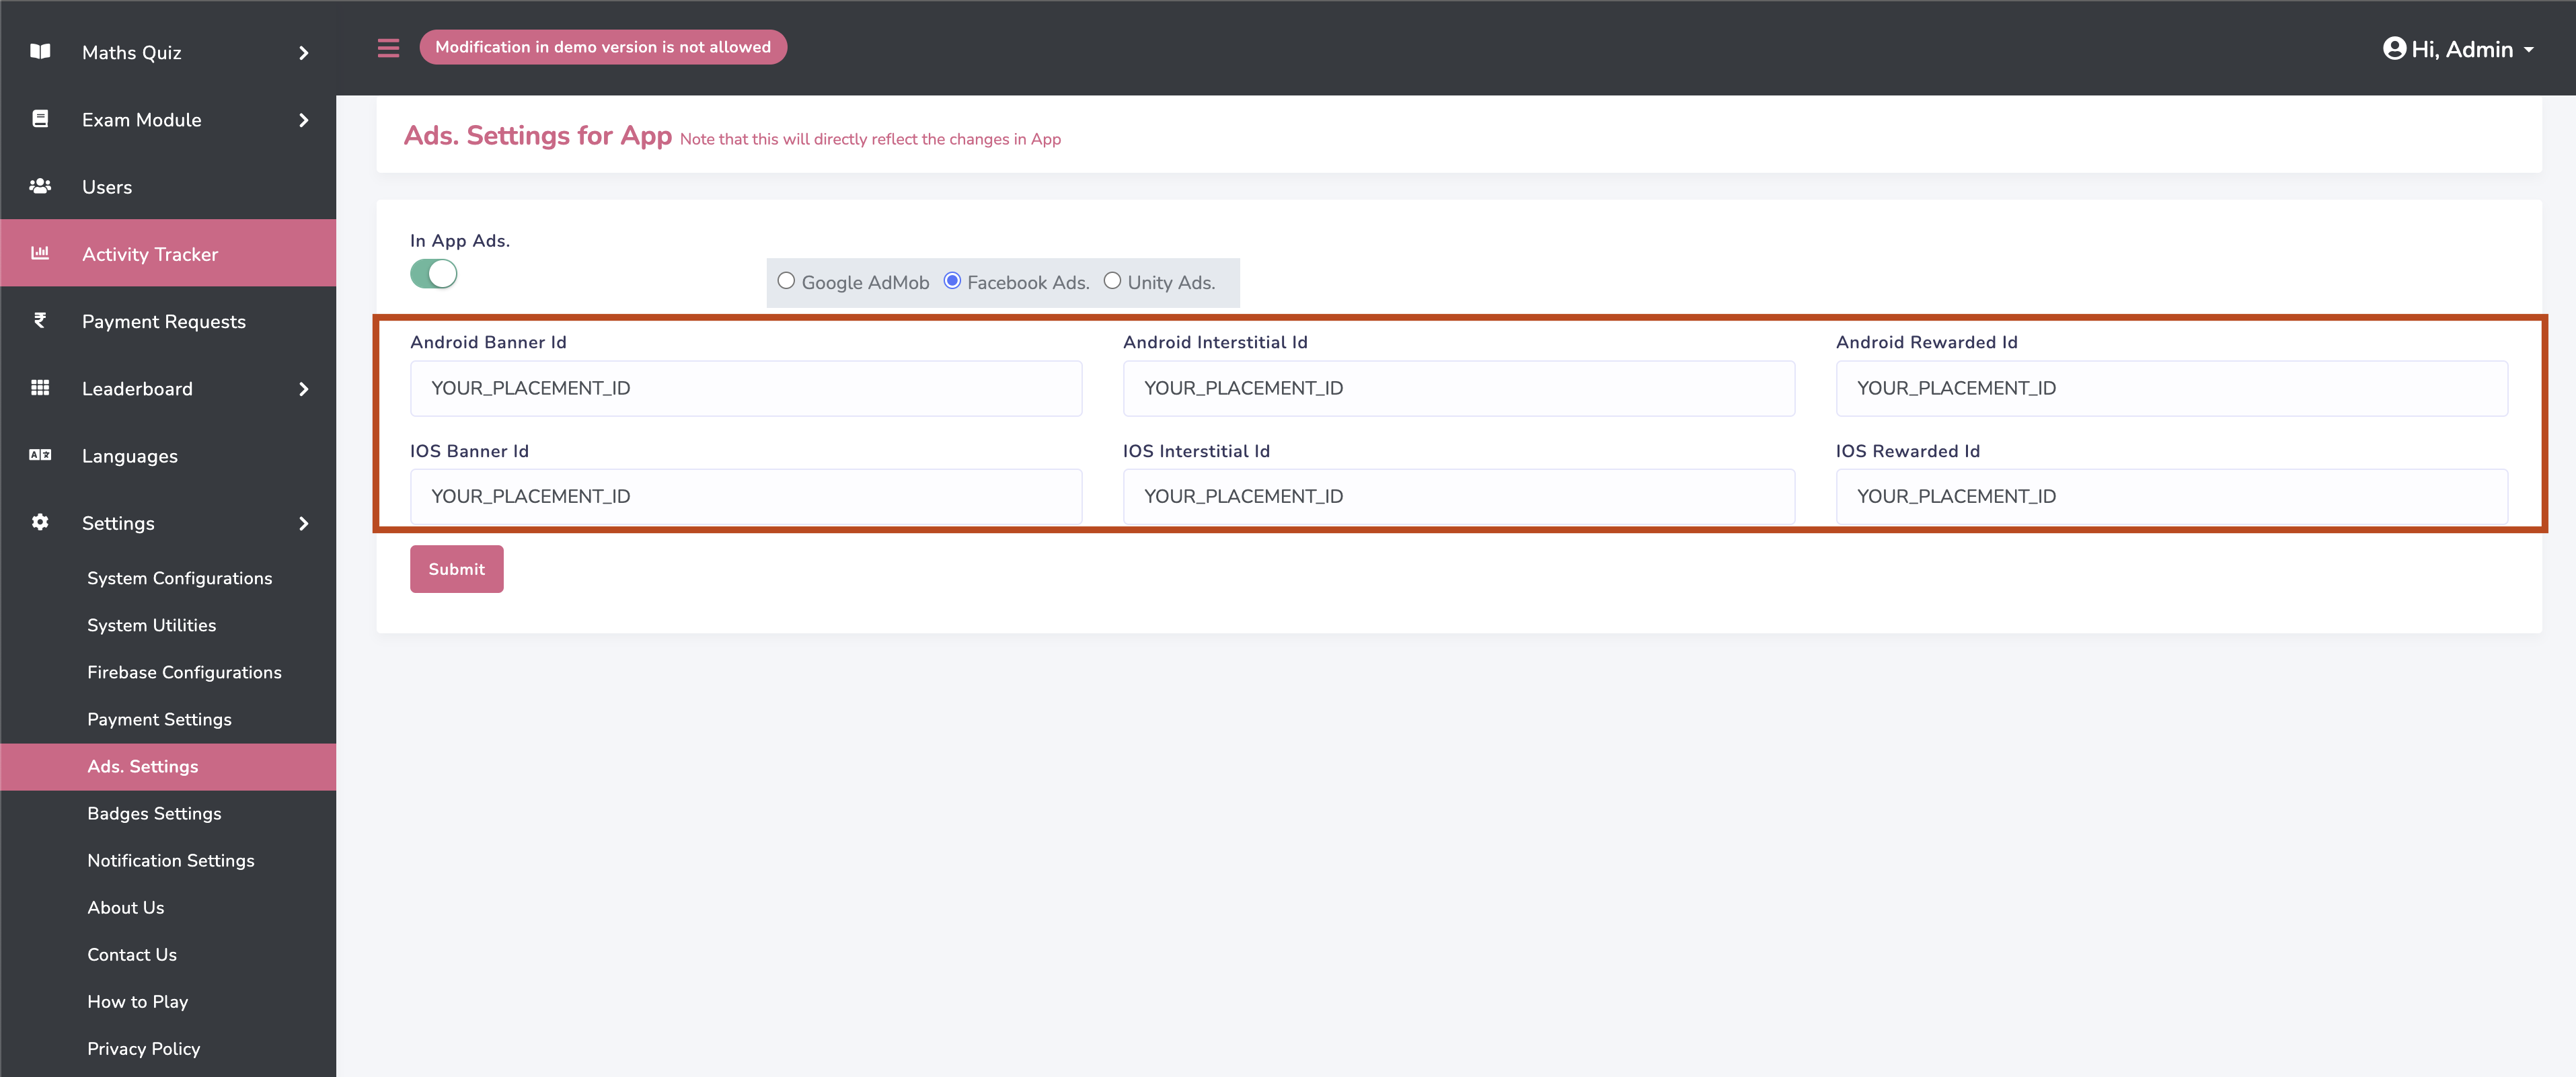 Maths Quiz
Exam Module
Users
Activity Tracker
Payment Requests
Leaderboard
Languages
Settings
System Configurations
System Utilities
Firebase Configurations
Payment Settings
Ads. Settings
Badges Settings
Notification Settings
About Us
Contact Us
How to Play
Privacy Policy
Modification in demo version is not allowed
Hi, Admin
Ads. Settings for App Note that this will directly reflect the changes in App
In App Ads.
Google AdMob Facebook Ads. Unity Ads.
Android Banner Id Android Interstitial Id Android Rewarded Id
YOUR_PLACEMENT_ID YOUR_PLACEMENT_ID YOUR_PLACEMENT_ID
IOS Banner Id IOS Interstitial Id IOS Rewarded Id
YOUR_PLACEMENT_ID YOUR_PLACEMENT_ID YOUR_PLACEMENT_ID
Submit